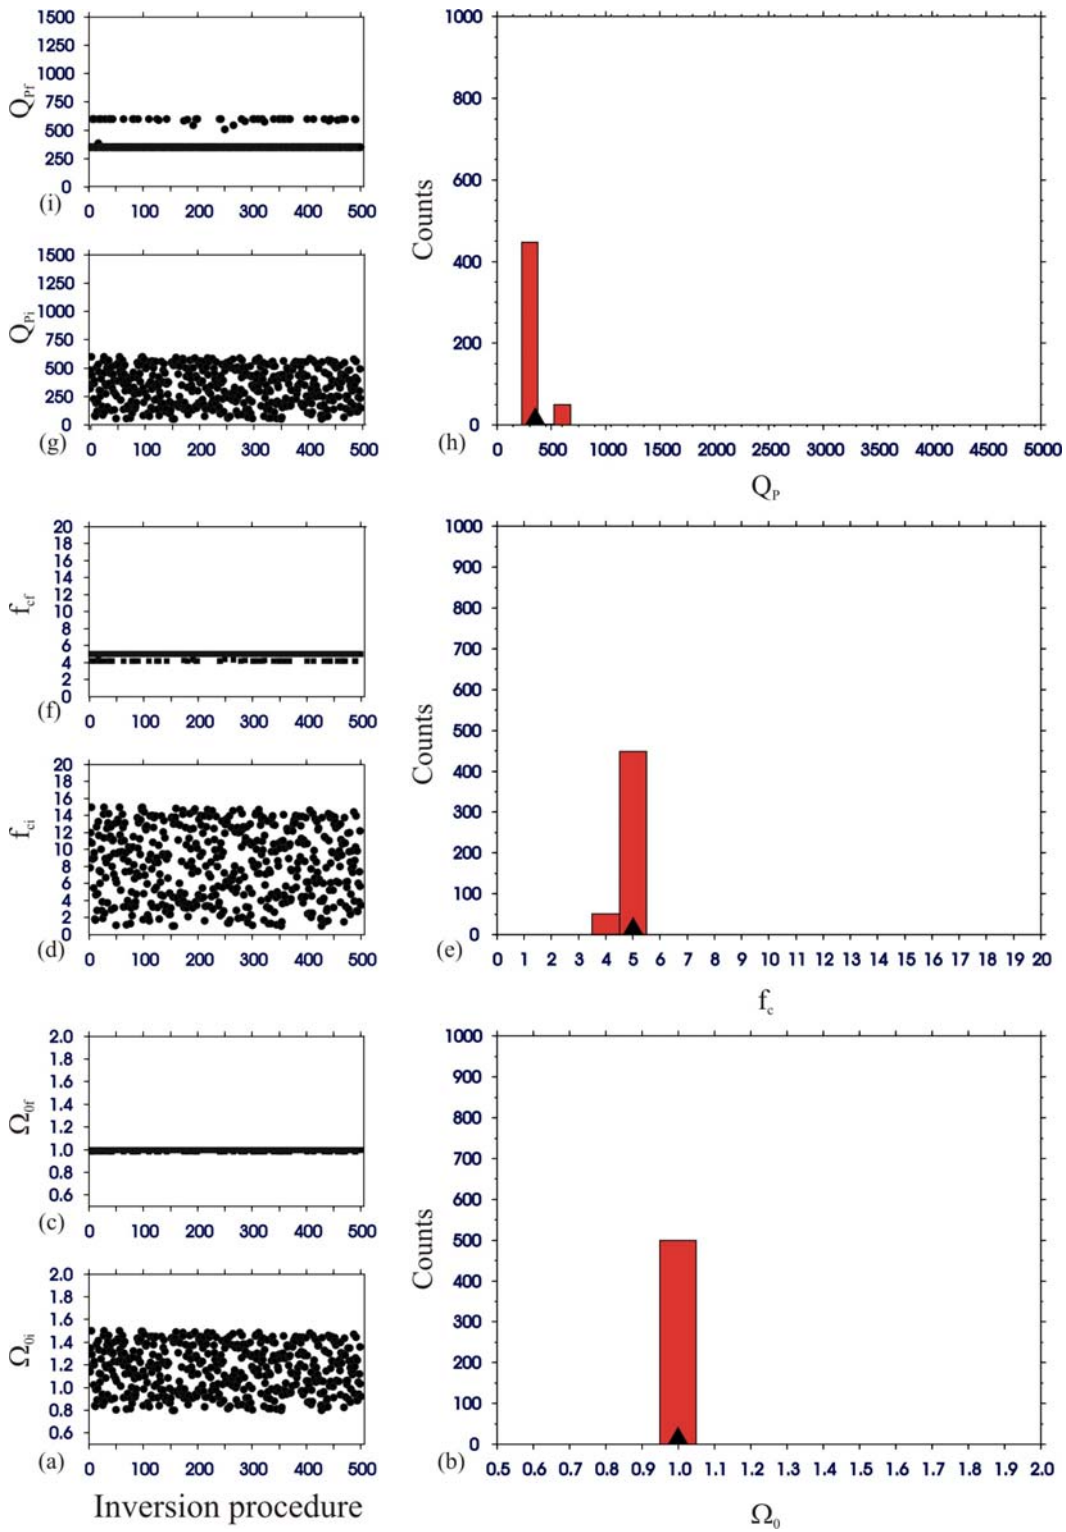 1500
1250
1000
750
500
250
0
Q_Pf
(i)
0 100 200 300 400 500
1500
1250
1000
750
500
250
0
Q_Pi
(g)
0 100 200 300 400 500
1000
800
600
400
200
0
Counts
(h)
0 500 1000 1500 2000 2500 3000 3500 4000 4500 5000
Q_P
20
18
16
14
12
10
8
6
4
2
0
f_cf
(f)
0 100 200 300 400 500
20
18
16
14
12
10
8
6
4
2
0
f_ci
(d)
0 100 200 300 400 500
1000
900
800
700
600
500
400
300
200
100
0
Counts
(e)
0 1 2 3 4 5 6 7 8 9 10 11 12 13 14 15 16 17 18 19 20
f_c
2.0
1.8
1.6
1.4
1.2
1.0
0.8
0.6
Ω_0f
(c)
0 100 200 300 400 500
2.0
1.8
1.6
1.4
1.2
1.0
0.8
0.6
Ω_0i
(a)
0 100 200 300 400 500
Inversion procedure
1000
900
800
700
600
500
400
300
200
100
0
Counts
(b)
0.5 0.6 0.7 0.8 0.9 1.0 1.1 1.2 1.3 1.4 1.5 1.6 1.7 1.8 1.9 2.0
Ω_0